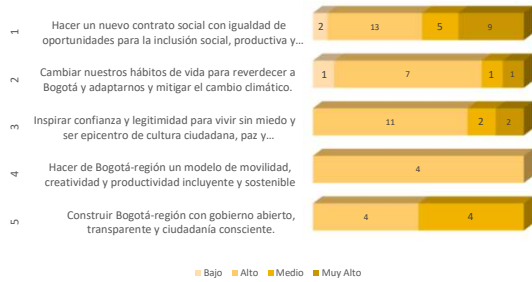 1
Hacer un nuevo contrato social con igualdad de
oportunidades para la inclusión social, productiva y…
2 13 5 9
2
Cambiar nuestros hábitos de vida para reverdecer a
Bogotá y adaptarnos y mitigar el cambio climático.
1 7 1 1
3
Inspirar confianza y legitimidad para vivir sin miedo y
ser epicentro de cultura ciudadana, paz y…
11 2 2
4
Hacer de Bogotá-región un modelo de movilidad,
creatividad y productividad incluyente y sostenible
4
5
Construir Bogotá-región con gobierno abierto,
transparente y ciudadanía consciente.
4 4
Bajo Alto Medio Muy Alto